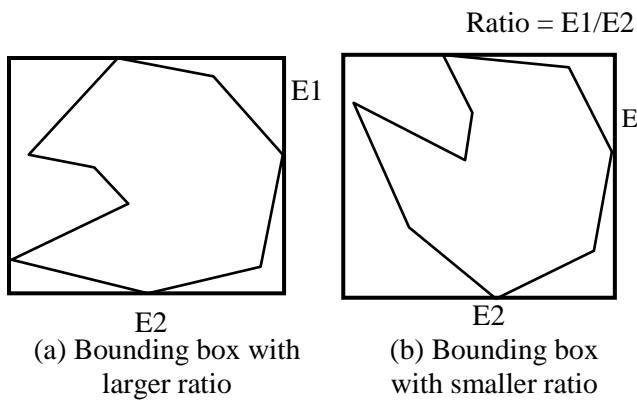 Ratio = E1/E2
E1
E
E2
E2
(a) Bounding box with
larger ratio
(b) Bounding box
with smaller ratio